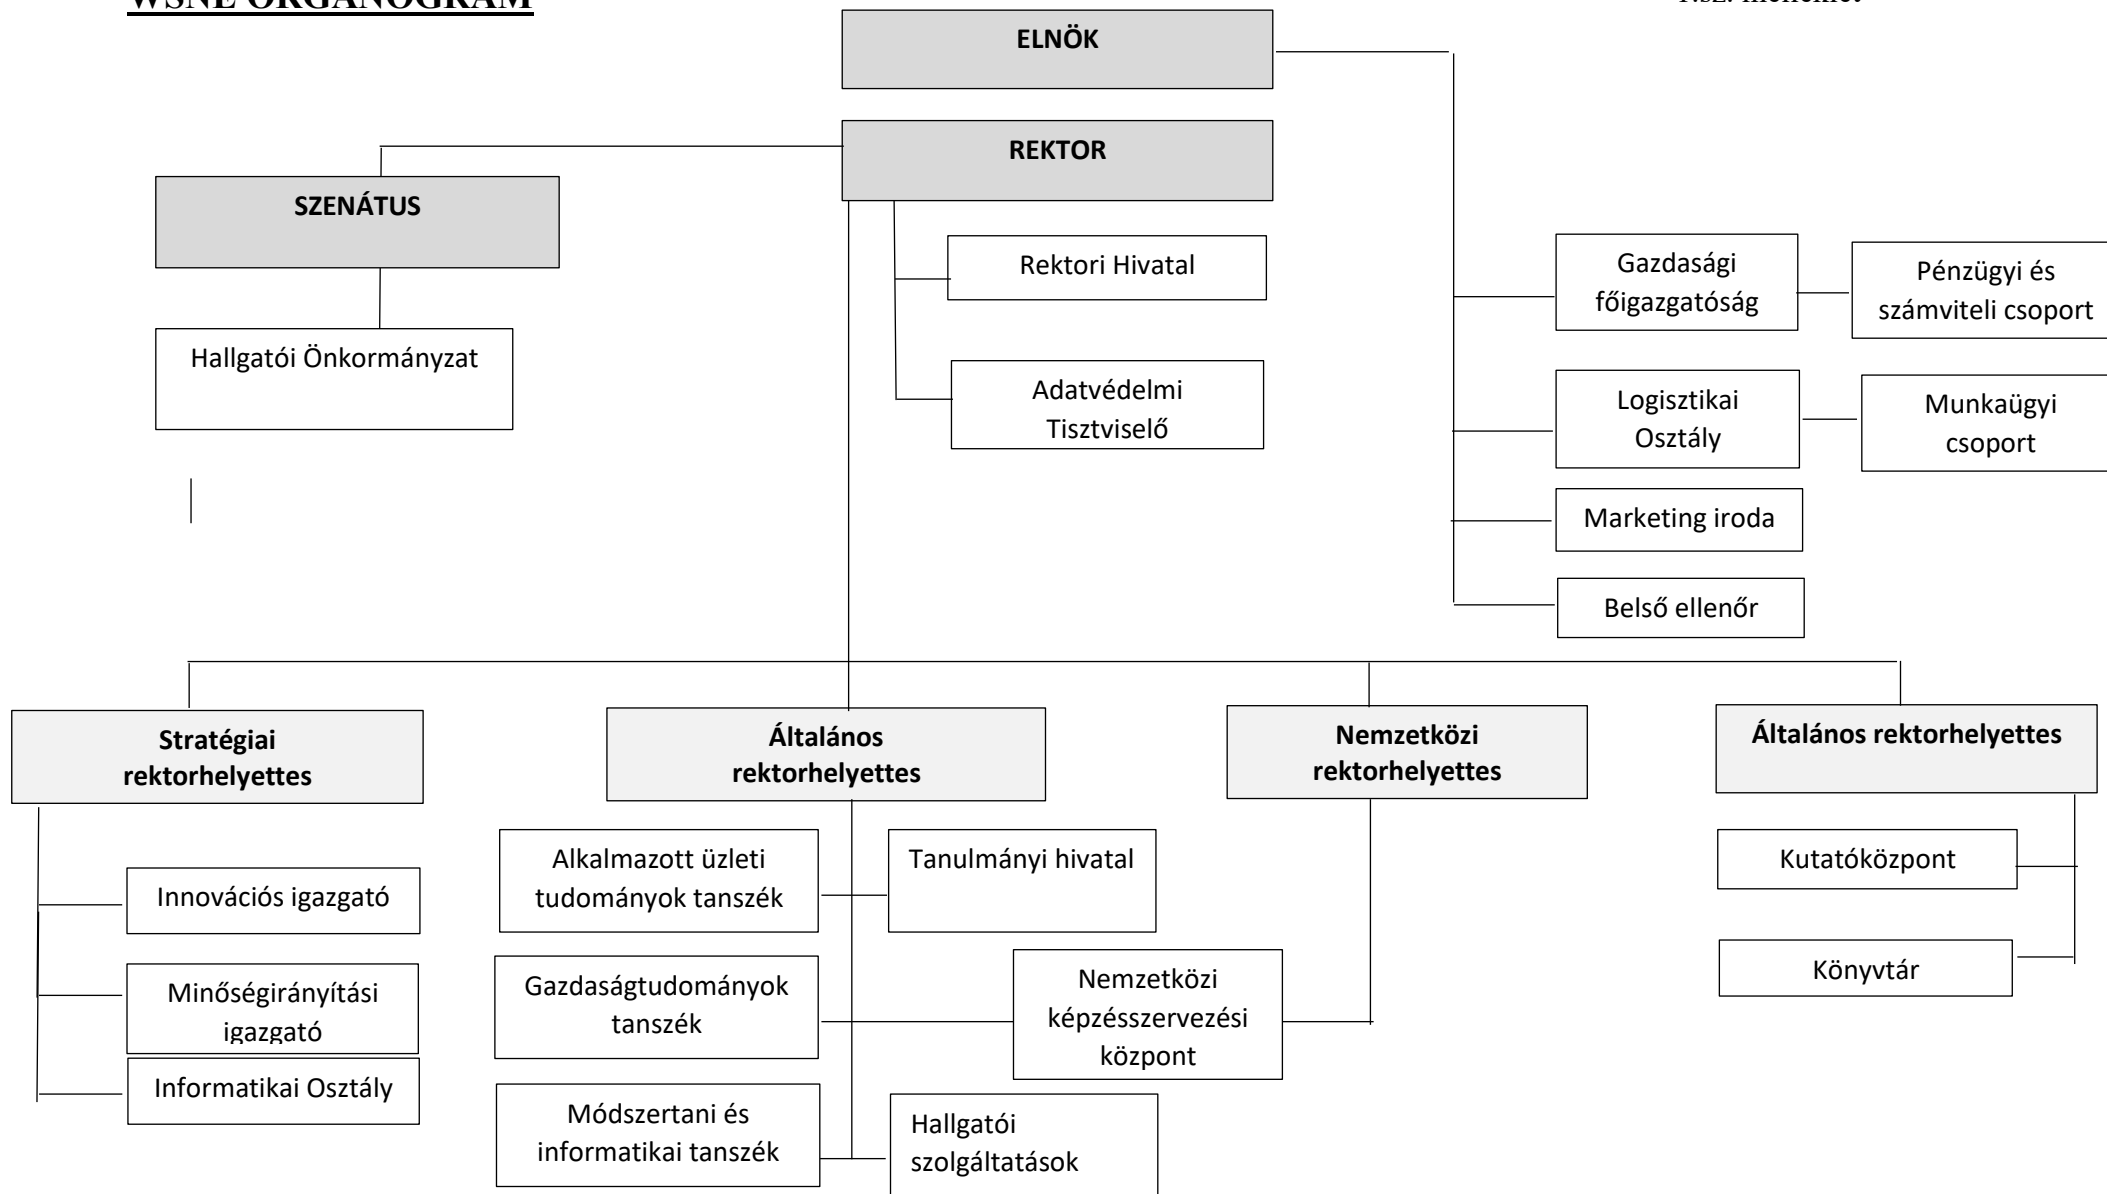 WSNE ORGANOGRAM
1.sz. melléklet
ELNÖK
REKTOR
SZENÁTUS
Rektori Hivatal
Gazdasági
főigazgatóság
Pénzügyi és
számviteli csoport
Hallgatói Önkormányzat
Adatvédelmi
Tisztviselő
Logisztikai
Osztály
Munkaügyi
csoport
Marketing iroda
Belső ellenőr
Stratégiai
rektorhelyettes
Általános
rektorhelyettes
Nemzetközi
rektorhelyettes
Általános rektorhelyettes
Innovációs igazgató
Minőségirányítási
igazgató
Informatikai Osztály
Alkalmazott üzleti
tudományok tanszék
Tanulmányi hivatal
Gazdaságtudományok
tanszék
Nemzetközi
képzésszervezési
központ
Módszertani és
informatikai tanszék
Hallgatói
szolgáltatások
Kutatóközpont
Könyvtár